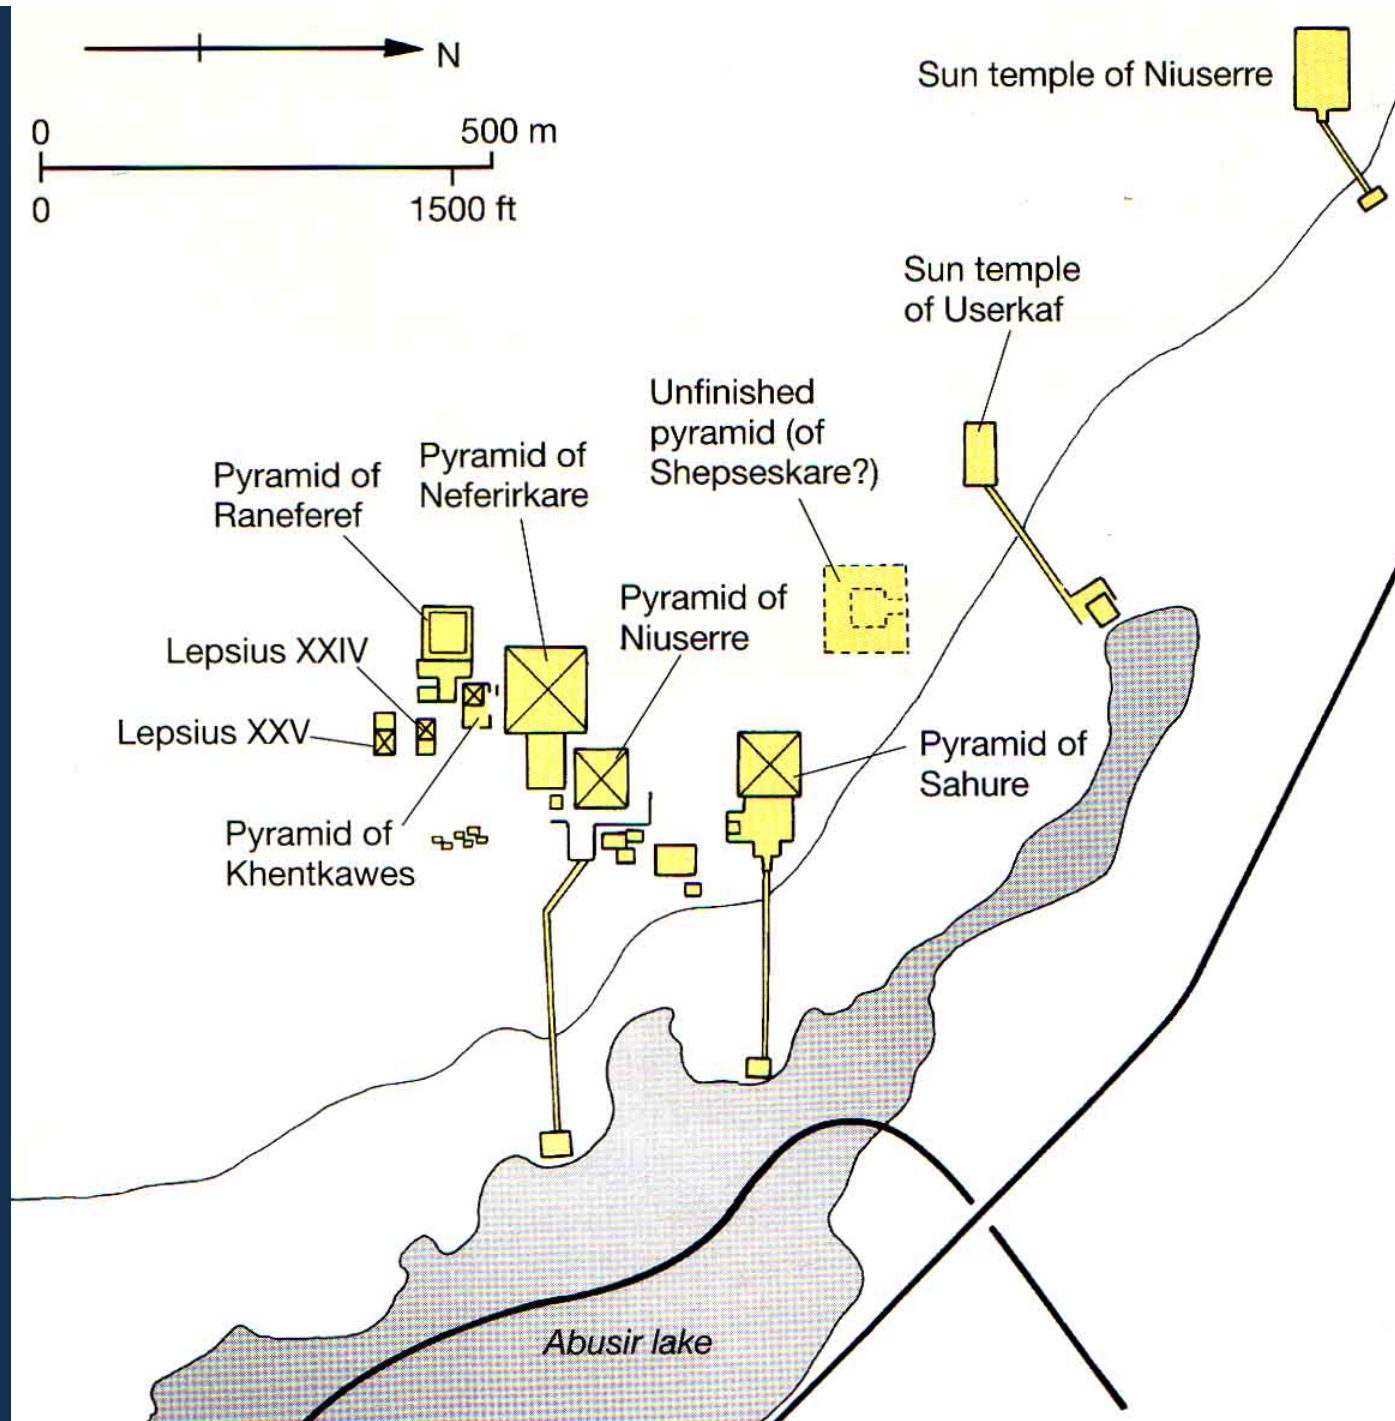 N
0 500 m
0 1500 ft
Sun temple of Niuserre
Sun temple
of Userkaf
Unfinished
pyramid (of
Shepseskare?)
Pyramid of
Neferirkare
Pyramid of
Raneferef
Pyramid of
Niuserre
Lepsius XXIV
Lepsius XXV
Pyramid of
Sahure
Pyramid of
Khentkawes
Abusir lake